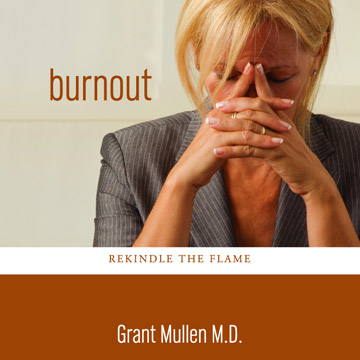 burnout
REKINDLE THE FLAME
Grant Mullen M.D.